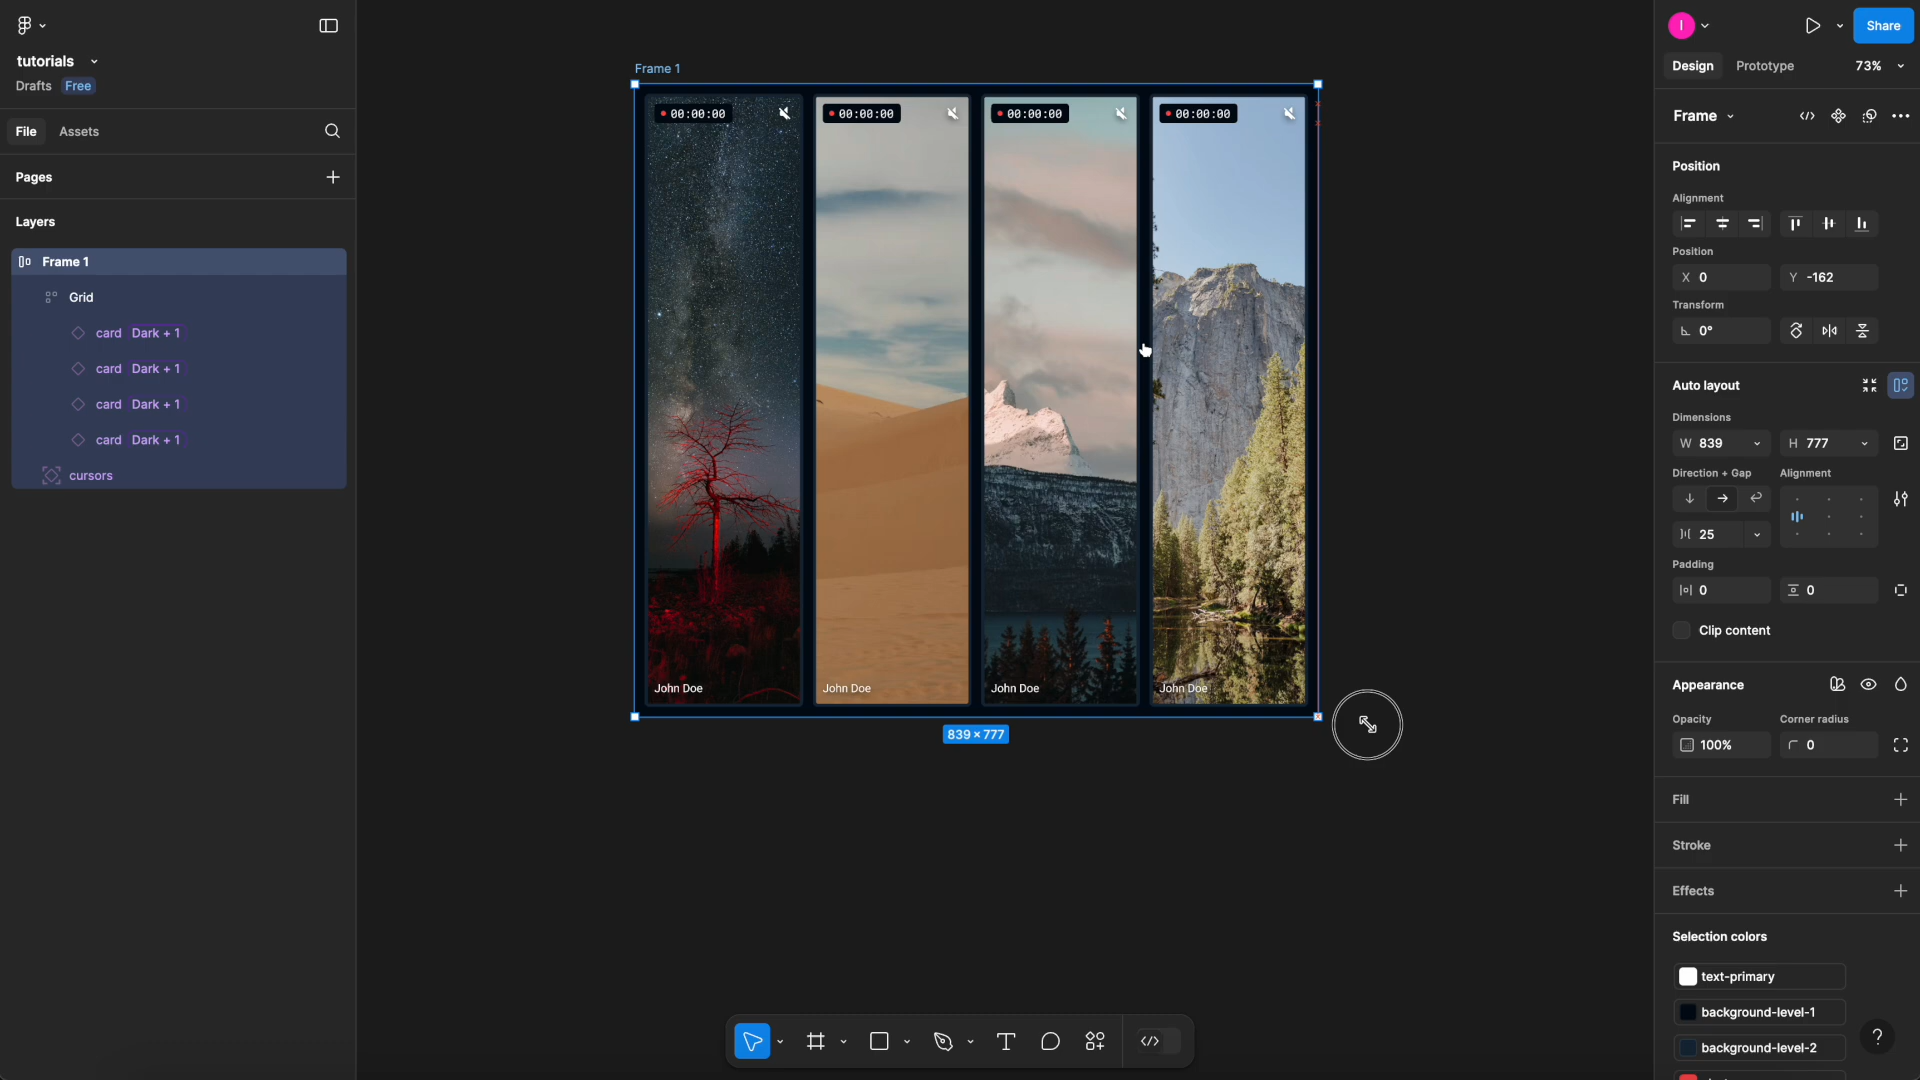 tutorials
Drafts Free
File Assets
Pages
Layers
Frame 1
Grid
card Dark + 1
card Dark + 1
card Dark + 1
card Dark + 1
cursors
Frame 1
00:00:00 00:00:00 00:00:00 00:00:00
John Doe John Doe John Doe John Doe
839 × 777
I Share
Design Prototype 73%
Frame
Position
Alignment
Position
X 0 Y -162
Transform
0°
Auto layout
Dimensions
W 839 H 777
Direction + Gap Alignment
25
Padding
0 0
Clip content
Appearance
Opacity Corner radius
100% 0
Fill
Stroke
Effects
Selection colors
text-primary
background-level-1
background-level-2
?